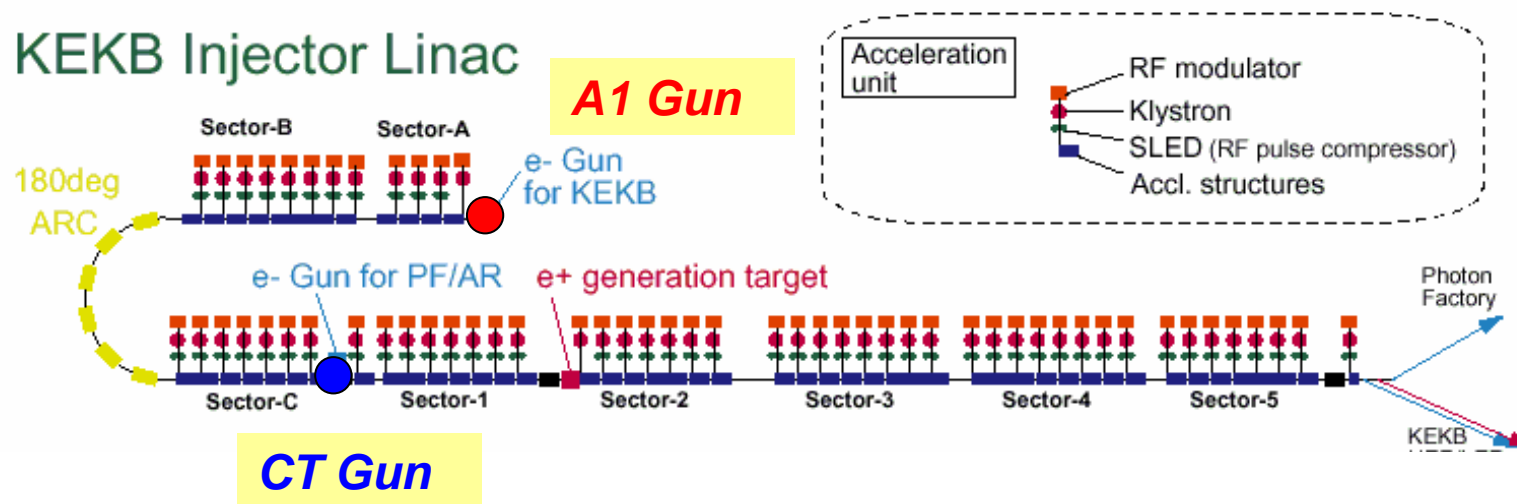 KEKB Injector Linac
A1 Gun
Acceleration
unit
RF modulator
Klystron
SLED (RF pulse compressor)
Accl. structures
Sector-B
Sector-A
e- Gun
for KEKB
180deg
ARC
e- Gun for PF/AR
e+ generation target
Photon
Factory
Sector-C
Sector-1
Sector-2
Sector-3
Sector-4
Sector-5
KEKB
CT Gun